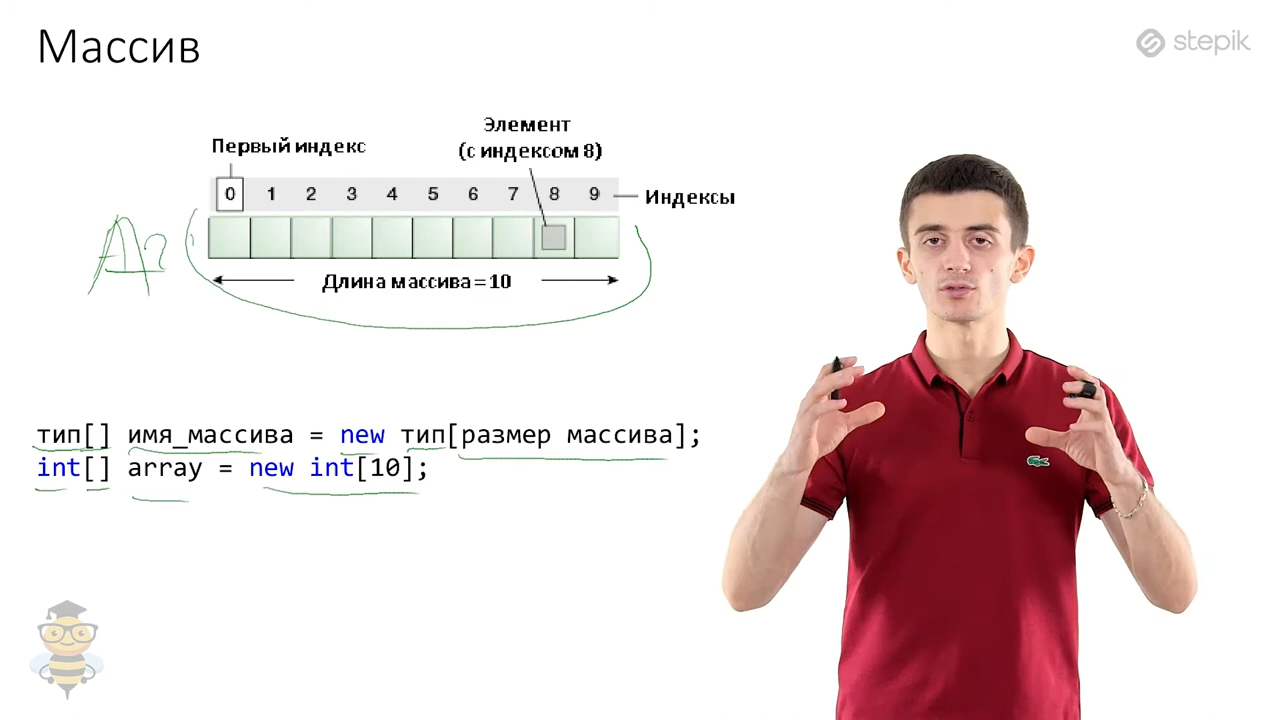 Массив
stepik
Элемент
(с индексом 8)
Первый индекс
0 1 2 3 4 5 6 7 8 9
Индексы
Длина массива = 10
тип[] имя_массива = new тип[размер массива];
int[] array = new int[10];